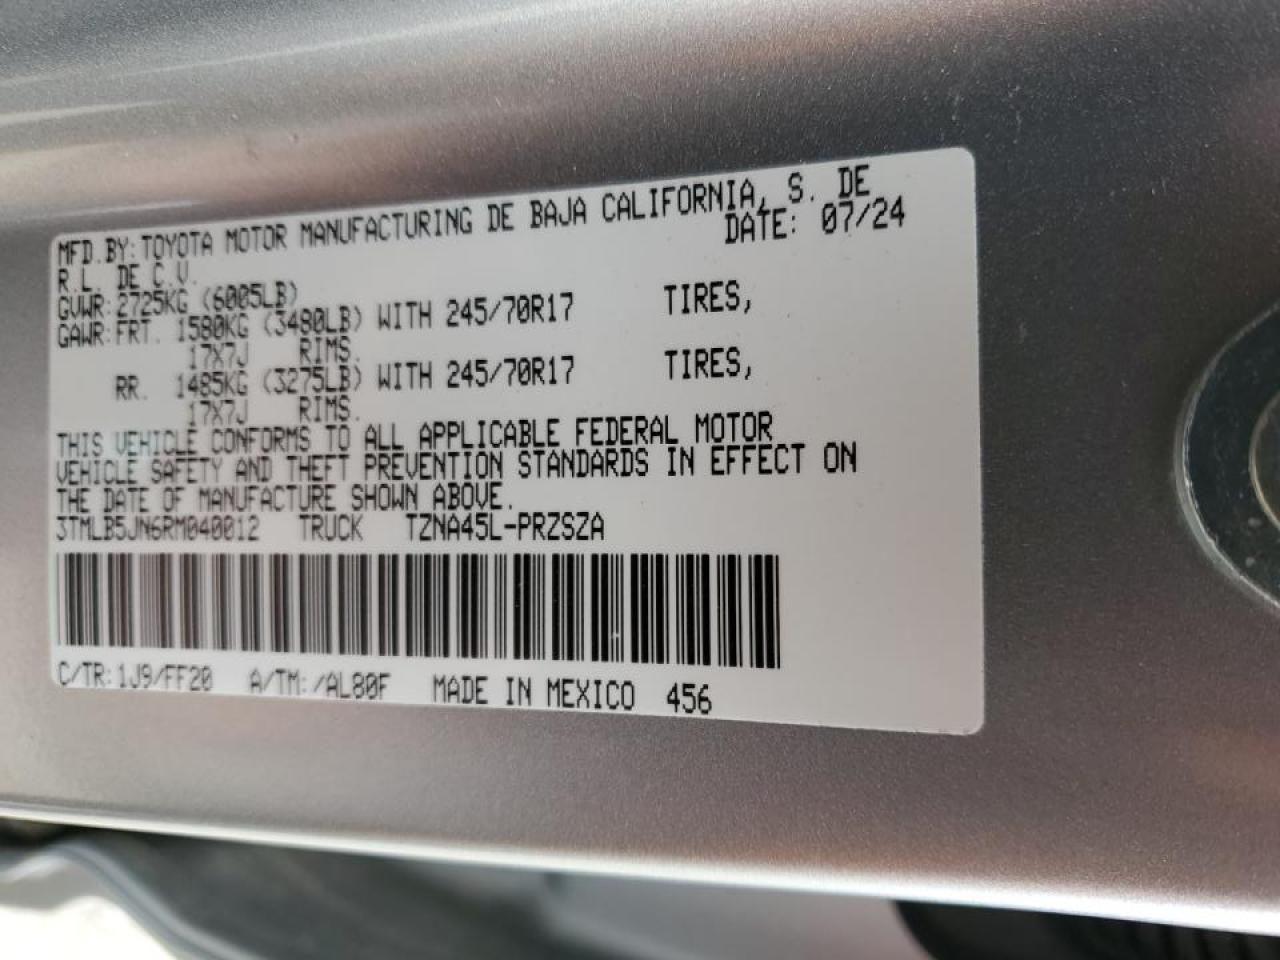 MFD.BY: TOYOTA MOTOR MANUFACTURING DE BAJA CALIFORNIA, S. DE
R.L. DE C.V. DATE: 07/24
GVWR: 2725KG (6005LB)
GAWR: FRT. 1580KG (3480LB) WITH 245/70R17 TIRES,
17X7J RIMS.
RR. 1485KG (3275LB) WITH 245/70R17 TIRES,
17X7J RIMS.
THIS VEHICLE CONFORMS TO ALL APPLICABLE FEDERAL MOTOR
VEHICLE SAFETY AND THEFT PREVENTION STANDARDS IN EFFECT ON
THE DATE OF MANUFACTURE SHOWN ABOVE.
3TMLB5JN6RM040012 TRUCK TZNA45L-PRZSZA
C/TR: 1J9/FF20 A/TM: /AL80F MADE IN MEXICO 456